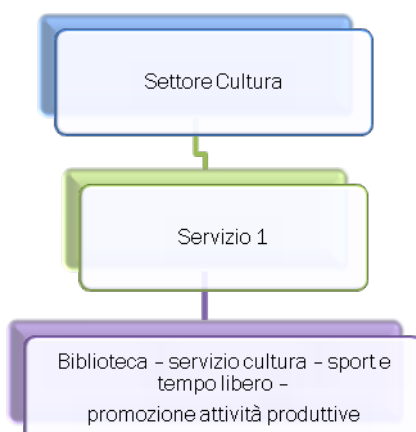 Settore Cultura
Servizio 1
Biblioteca – servizio cultura – sport e
tempo libero –
promozione attività produttive